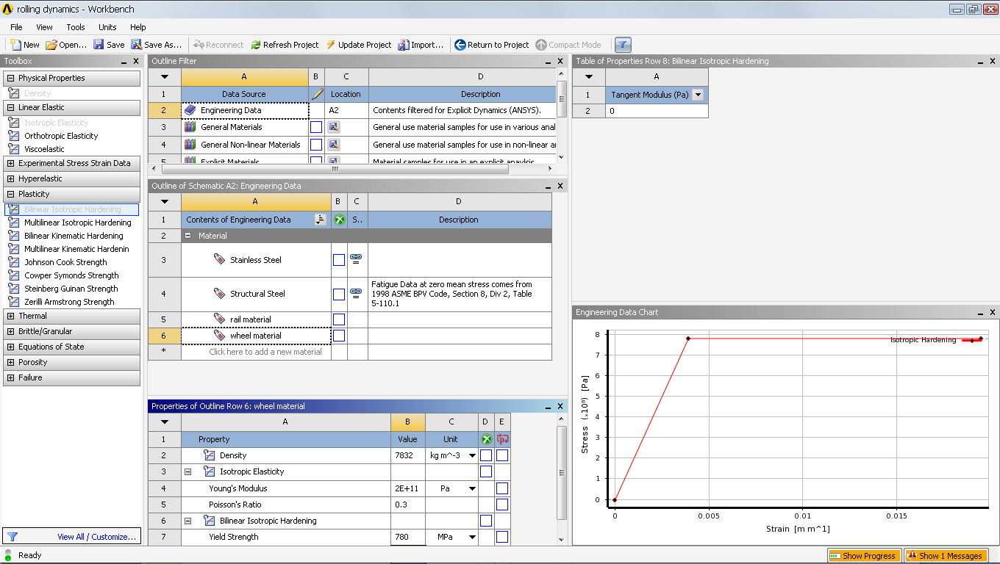 rolling dynamics - Workbench
File View Tools Units Help
New Open... Save Save As... Reconnect Refresh Project Update Project Import... Return to Project Compact Mode
Toolbox
Physical Properties
Density
Linear Elastic
Isotropic Elasticity
Orthotropic Elasticity
Viscoelastic
Experimental Stress Strain Data
Hyperelastic
Plasticity
Bilinear Isotropic Hardening
Multilinear Isotropic Hardening
Bilinear Kinematic Hardening
Multilinear Kinematic Hardenin
Johnson Cook Strength
Cowper Symonds Strength
Steinberg Guinan Strength
Zerilli Armstrong Strength
Thermal
Brittle/Granular
Equations of State
Porosity
Failure
View All / Customize...
Outline Filter
A B C D
1 Data Source Location Description
2 Engineering Data A2 Contents filtered for Explicit Dynamics (ANSYS).
3 General Materials General use material samples for use in various anal
4 General Non-linear Materials General use material samples for use in non-linear a
5 Explicit Materials Material samples for use in an explicit anaylsis.
Outline of Schematic A2: Engineering Data
A B C D
1 Contents of Engineering Data S.. Description
2 Material
3 Stainless Steel
4 Structural Steel Fatigue Data at zero mean stress comes from
1998 ASME BPV Code, Section 8, Div 2, Table
5-110.1
5 rail material
6 wheel material
* Click here to add a new material
Properties of Outline Row 6: wheel material
A B C D E
1 Property Value Unit
2 Density 7832 kg m^-3
3 Isotropic Elasticity
4 Young's Modulus 2E+11 Pa
5 Poisson's Ratio 0.3
6 Bilinear Isotropic Hardening
7 Yield Strength 780 MPa
Table of Properties Row 8: Bilinear Isotropic Hardening
A
1 Tangent Modulus (Pa)
2 0
Engineering Data Chart
Isotropic Hardening
8
7
6
5
4
3
2
1
0
Stress (.10⁸) [Pa]
0 0.005 0.01 0.015
Strain [m m^1]
Ready
Show Progress Show 1 Messages